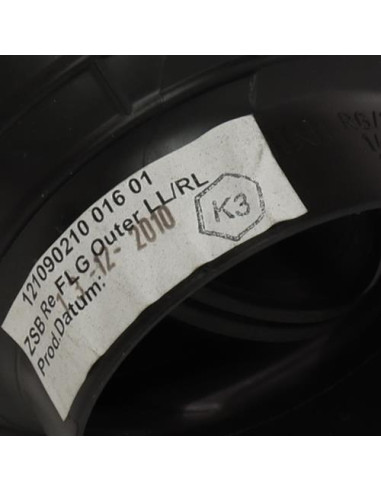 121090210 016 01
ZSB Re FLG Outer LL/RL
Prod.Datum:
13-12-2010
K3